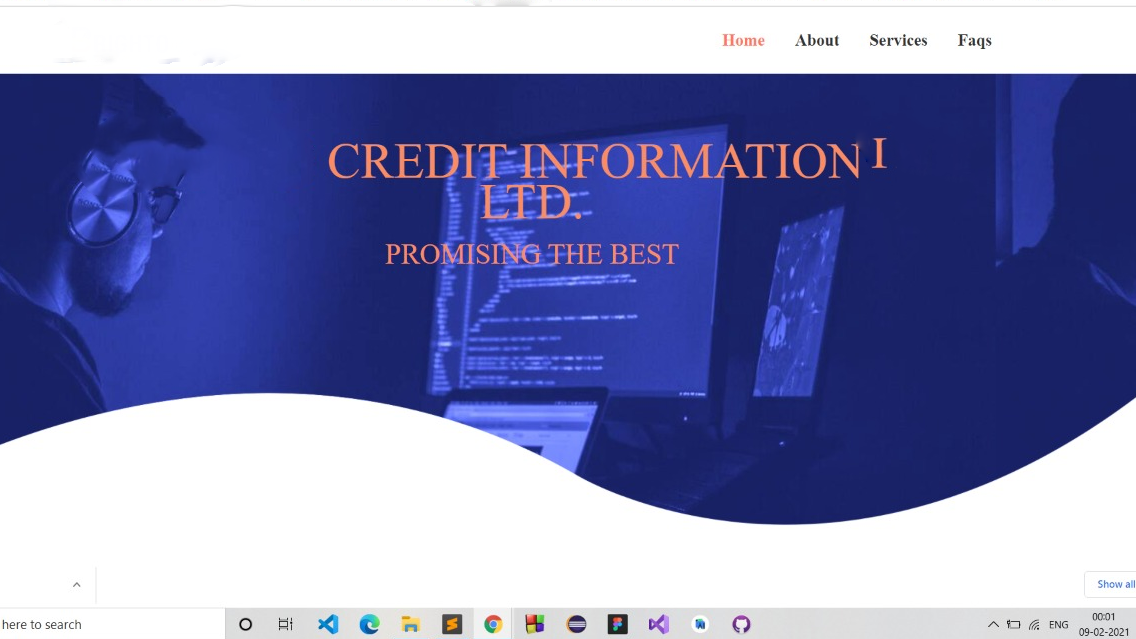 Home About Services Faqs
CREDIT INFORMATION I
LTD.
PROMISING THE BEST
SONY
Show all
here to search
ENG
00:01
09-02-2021